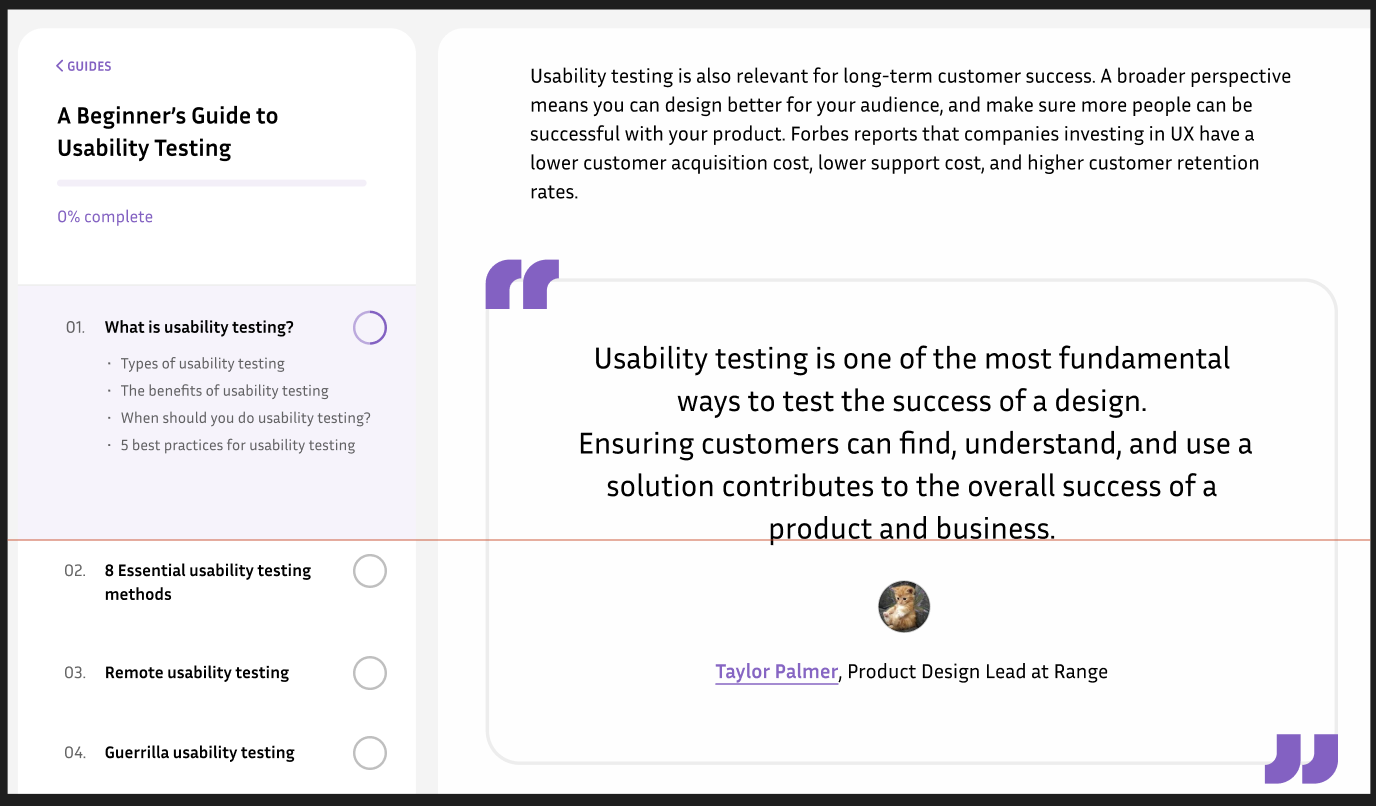 GUIDES
A Beginner’s Guide to
Usability Testing
0% complete
01. What is usability testing?
· Types of usability testing
· The benefits of usability testing
· When should you do usability testing?
· 5 best practices for usability testing
02. 8 Essential usability testing
methods
03. Remote usability testing
04. Guerrilla usability testing
Usability testing is also relevant for long-term customer success. A broader perspective
means you can design better for your audience, and make sure more people can be
successful with your product. Forbes reports that companies investing in UX have a
lower customer acquisition cost, lower support cost, and higher customer retention
rates.
“
Usability testing is one of the most fundamental
ways to test the success of a design.
Ensuring customers can find, understand, and use a
solution contributes to the overall success of a
product and business.
Taylor Palmer, Product Design Lead at Range
”